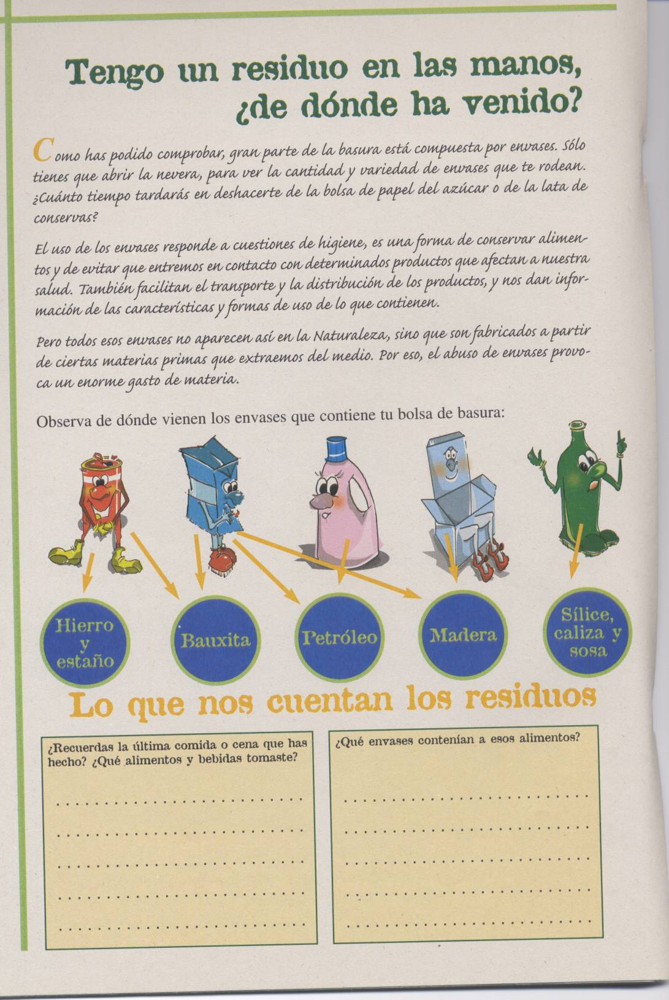 Tengo un residuo en las manos,
¿de dónde ha venido?
Como has podido comprobar, gran parte de la basura está compuesta por envases. Sólo
tienes que abrir la nevera, para ver la cantidad y variedad de envases que te rodean.
¿Cuánto tiempo tardarás en deshacerte de la bolsa de papel del azúcar o de la lata de
conservas?
El uso de los envases responde a cuestiones de higiene, es una forma de conservar alimen-
tos y de evitar que entremos en contacto con determinados productos que afectan a nuestra
salud. También facilitan el transporte y la distribución de los productos, y nos dan infor-
mación de las características y formas de uso de lo que contienen.
Pero todos esos envases no aparecen así en la Naturaleza, sino que son fabricados a partir
de ciertas materias primas que extraemos del medio. Por eso, el abuso de envases provo-
ca un enorme gasto de materia.
Observa de dónde vienen los envases que contiene tu bolsa de basura:
Hierro
y
estaño
Bauxita
Petróleo
Madera
Sílice,
caliza y
sosa
Lo que nos cuentan los residuos
¿Recuerdas la última comida o cena que has
hecho? ¿Qué alimentos y bebidas tomaste?
¿Qué envases contenían a esos alimentos?